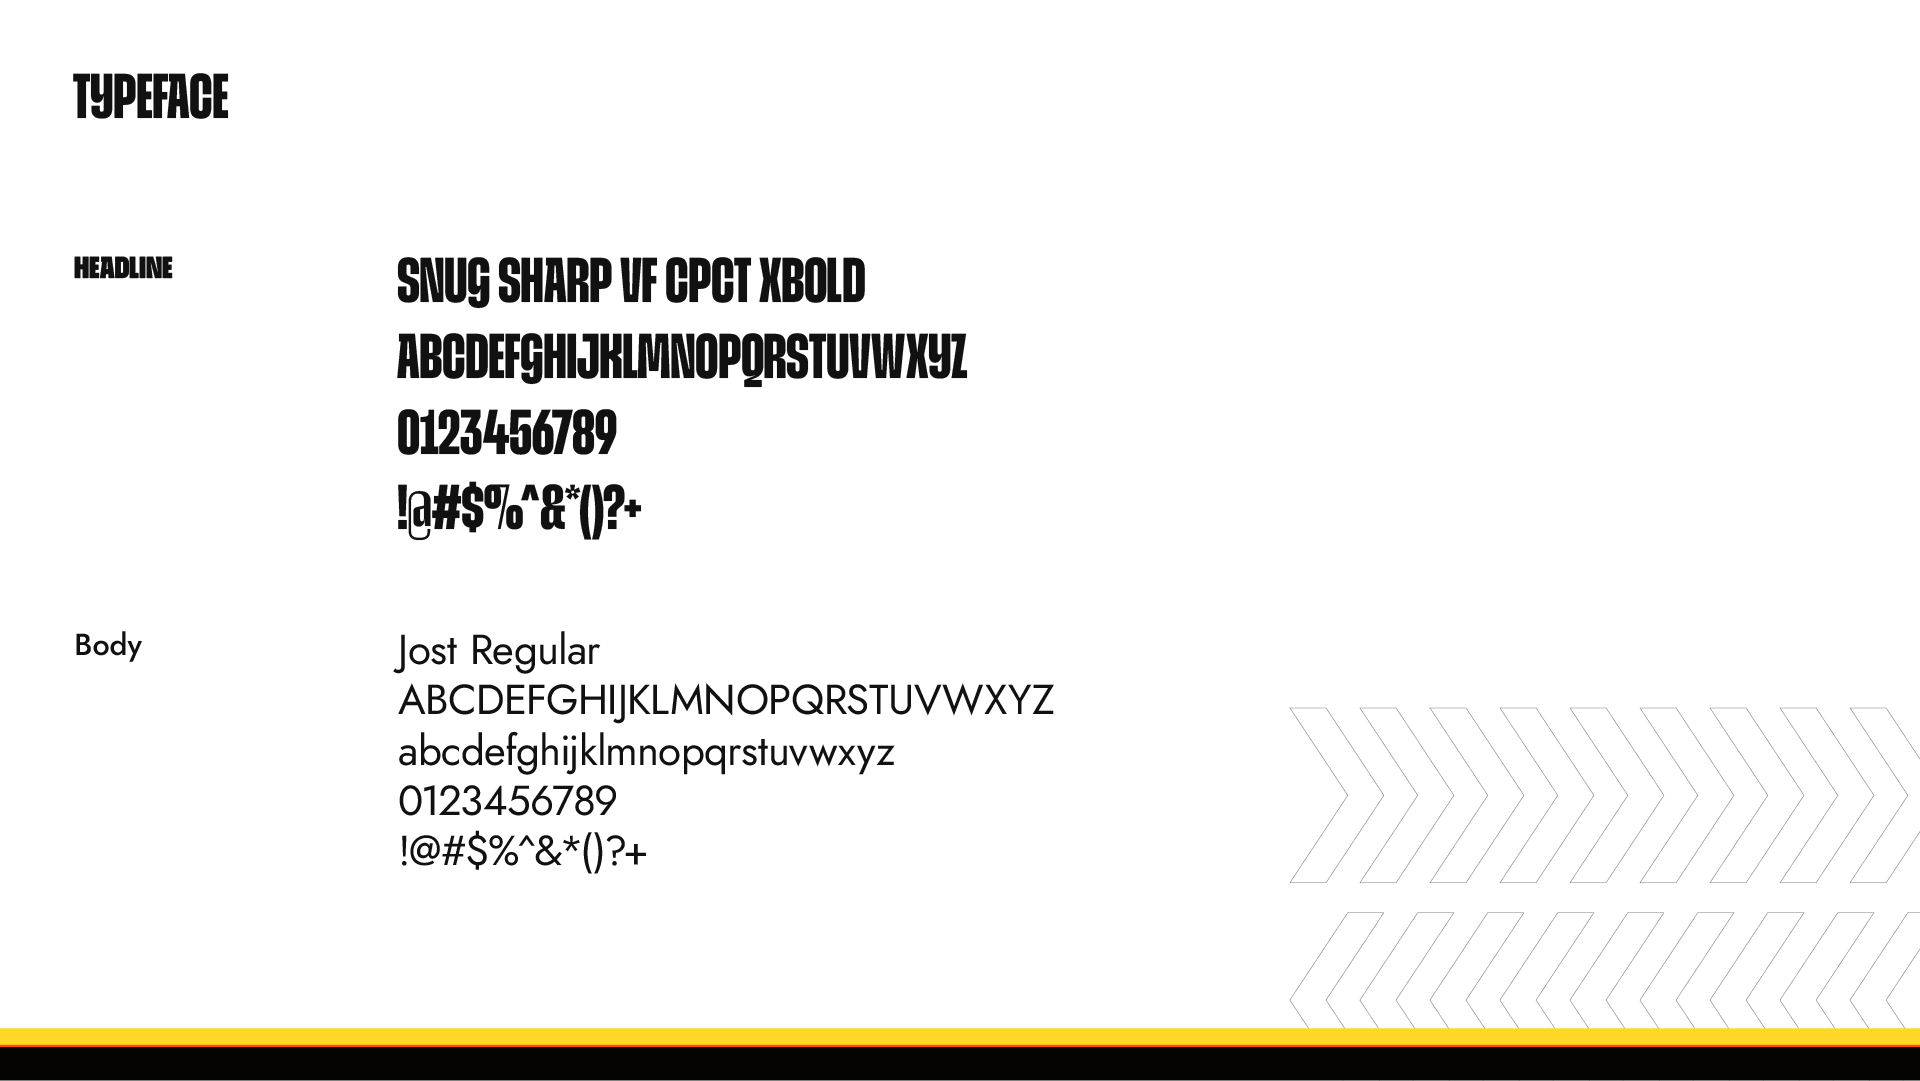 TYPEFACE
HEADLINE
SNUG SHARP VF CPCT XBOLD
ABCDEFGHIJKLMNOPQRSTUVWXYZ
0123456789
!@#$%^&*()?+
Body
Jost Regular
ABCDEFGHIJKLMNOPQRSTUVWXYZ
abcdefghijklmnopqrstuvwxyz
0123456789
!@#$%^&*()?+